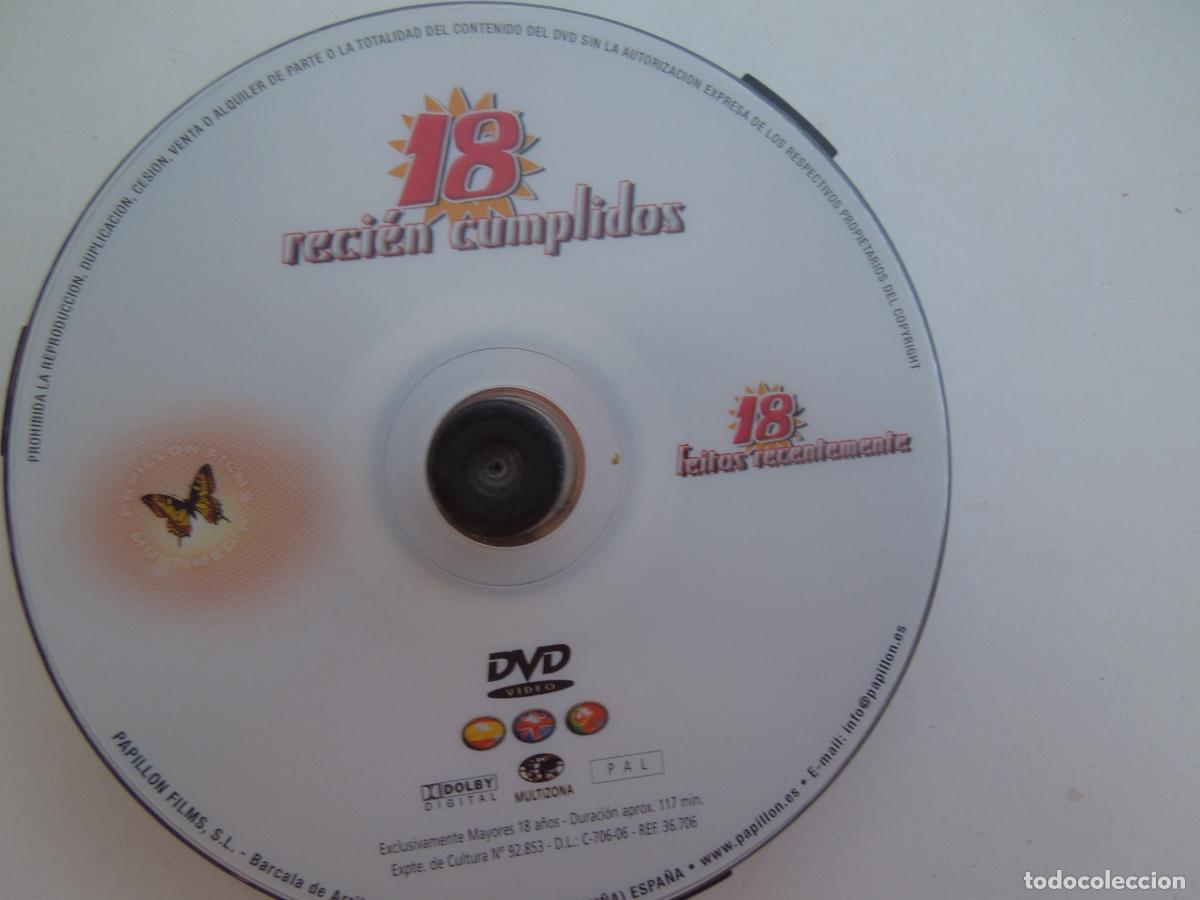 PROHIBIDA LA REPRODUCCION, DUPLICACION, CESION, VENTA O ALQUILER DE PARTE O LA TOTALIDAD DEL CONTENIDO DEL DVD SIN LA AUTORIZACION EXPRESA DE LOS RESPECTIVOS PROPIETARIOS DEL COPYRIGHT
18
recién cumplidos
18
feitos recentemente
PAPILLON FILMS
MULTIMEDIA
DVD
VIDEO
DOLBY
DIGITAL
MULTIZONA
PAL
Exclusivamente Mayores 18 años - Duración aprox. 117 min.
Expte. de Cultura Nº 92.853 - D.L.: C-706-06 - REF. 36.706
PAPILLON FILMS, S.L. - Barcala de ESPAÑA • www.papillon.es • E-mail: info@papillon.es
todocoleccion